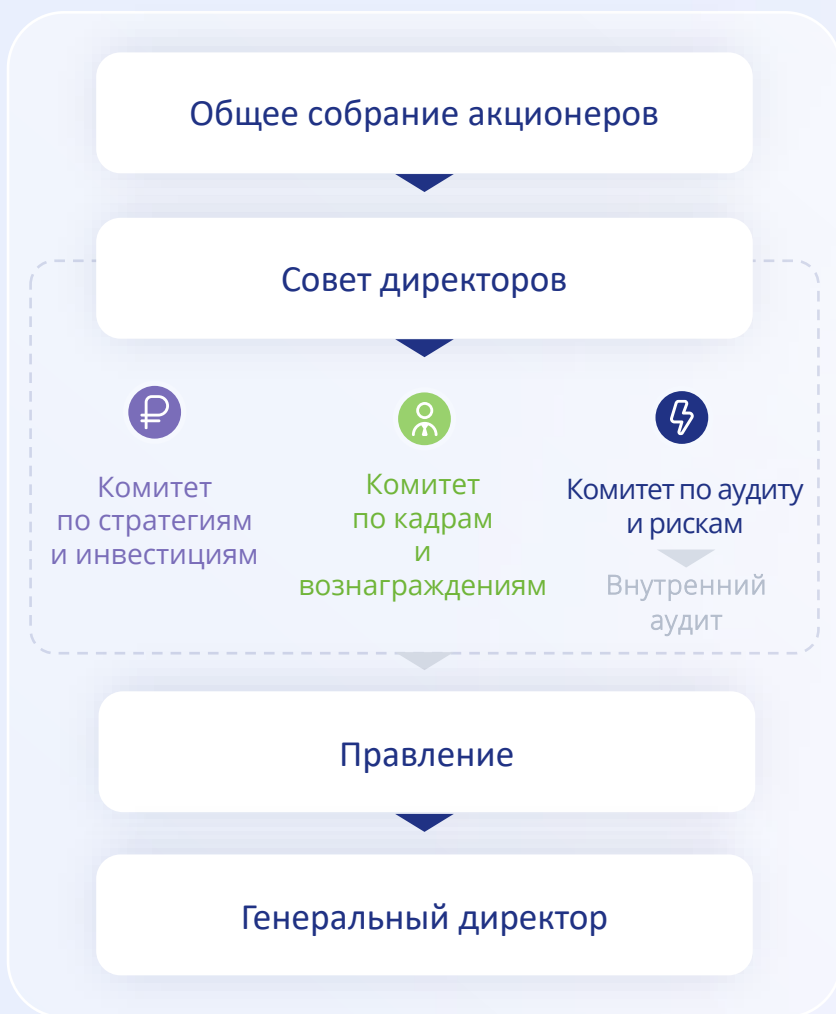 Общее собрание акционеров
Совет директоров
Комитет
по стратегиям
и инвестициям
Комитет
по кадрам
и
вознаграждениям
Комитет по аудиту
и рискам
Внутренний
аудит
Правление
Генеральный директор